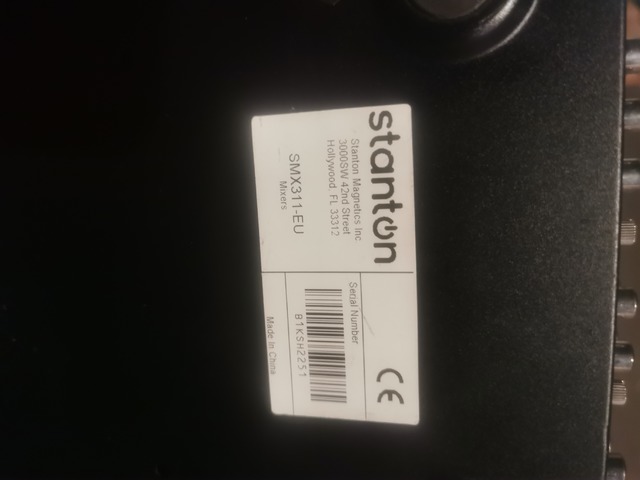 stanton
Stanton Magnetics Inc
3000SW 42nd Street
Hollywood, FL 33312
SMX311-EU
Mixers
CE
Serial Number
B1KSH2251
Made In China